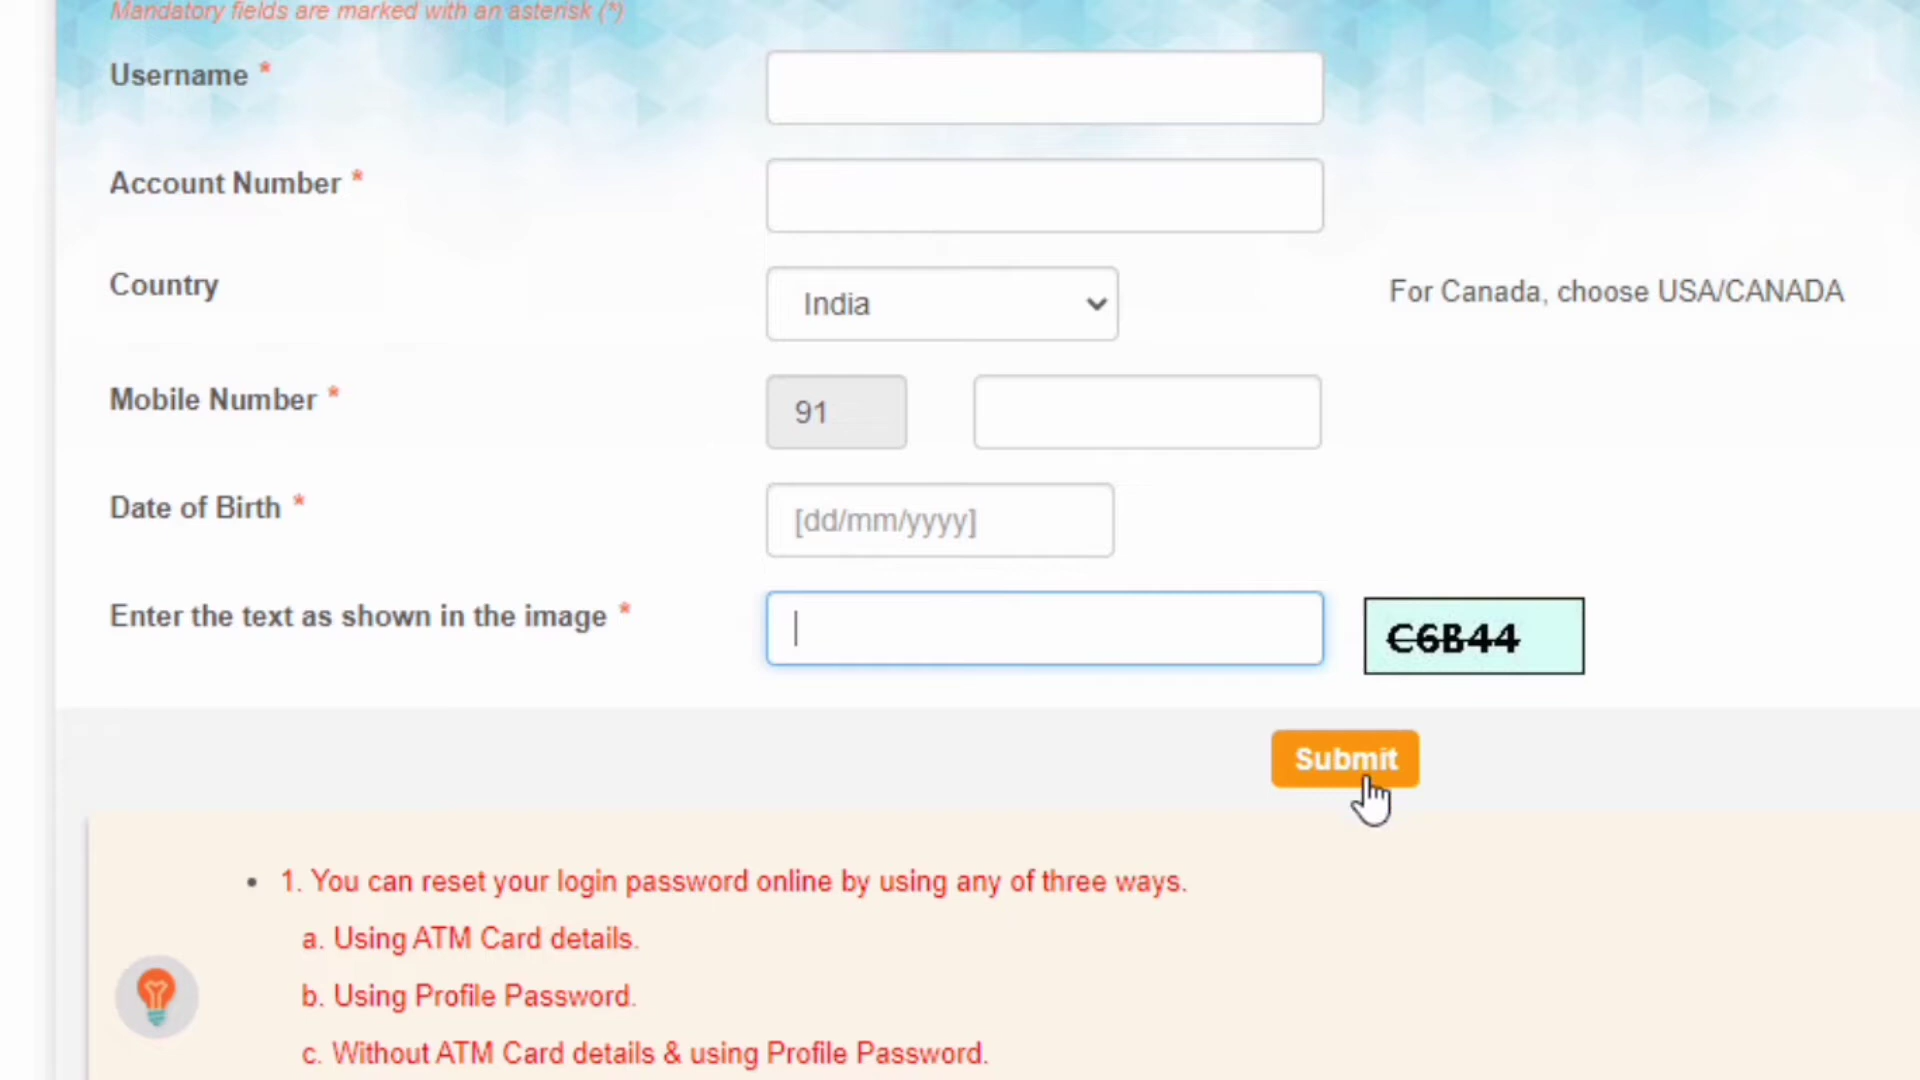 Mandatory fields are marked with an asterisk (*)
Username *
Account Number *
Country India For Canada, choose USA/CANADA
Mobile Number * 91
Date of Birth * [dd/mm/yyyy]
Enter the text as shown in the image * C6B44
Submit
• 1. You can reset your login password online by using any of three ways.
a. Using ATM Card details.
b. Using Profile Password.
c. Without ATM Card details & using Profile Password.